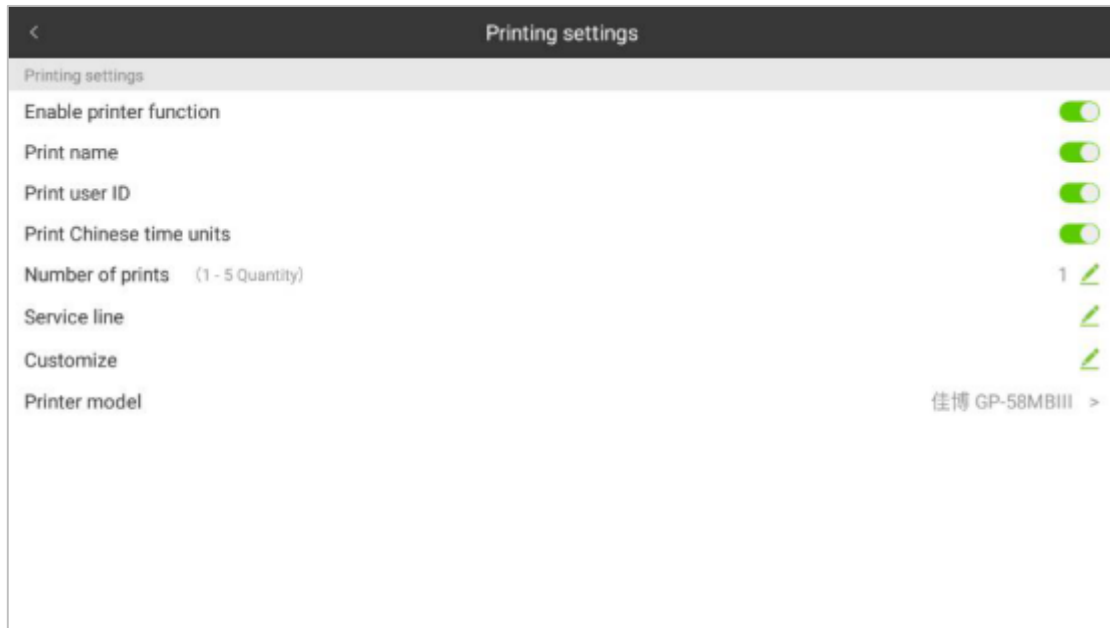 Printing settings
Printing settings
Enable printer function
Print name
Print user ID
Print Chinese time units
Number of prints （1 - 5 Quantity） 1
Service line
Customize
Printer model 佳博 GP-58MBIII >